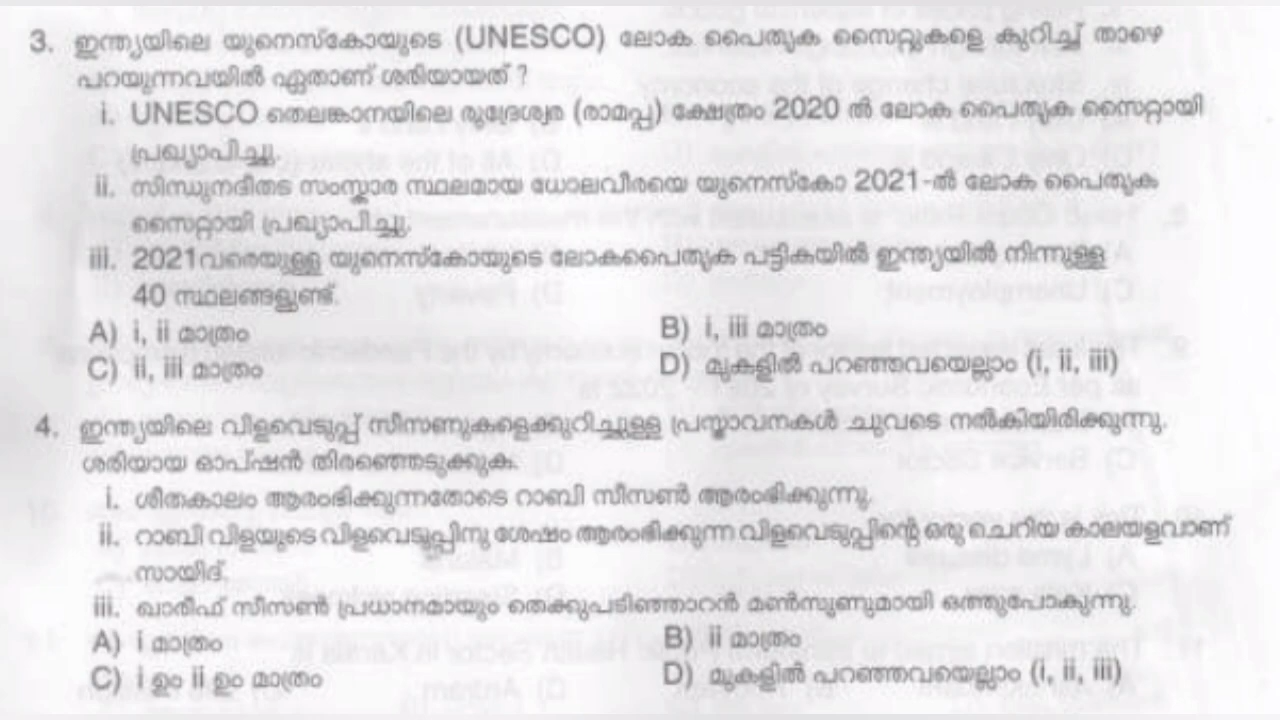 3. ഇന്ത്യയിലെ യുനെസ്കോയുടെ (UNESCO) ലോക പൈതൃക സൈറ്റുകളെ കുറിച്ച് താഴെ
പറയുന്നവയിൽ ഏതാണ് ശരിയായത് ?
i. UNESCO തെലങ്കാനയിലെ രുദ്രേശ്വര (രാമപ്പ) ക്ഷേത്രം 2020 ൽ ലോക പൈതൃക സൈറ്റായി
പ്രഖ്യാപിച്ചു.
ii. സിന്ധുനദീതട സംസ്കാര സ്ഥലമായ ധോലവീരയെ യുനെസ്കോ 2021-ൽ ലോക പൈതൃക
സൈറ്റായി പ്രഖ്യാപിച്ചു.
iii. 2021വരെയുള്ള യുനെസ്കോയുടെ ലോകപൈതൃക പട്ടികയിൽ ഇന്ത്യയിൽ നിന്നുള്ള
40 സ്ഥലങ്ങളുണ്ട്.
A) i, ii മാത്രം B) i, iii മാത്രം
C) ii, iii മാത്രം D) മുകളിൽ പറഞ്ഞവയെല്ലാം (i, ii, iii)
4. ഇന്ത്യയിലെ വിളവെടുപ്പ് സീസണുകളെക്കുറിച്ചുള്ള പ്രസ്താവനകൾ ചുവടെ നൽകിയിരിക്കുന്നു.
ശരിയായ ഓപ്ഷൻ തിരഞ്ഞെടുക്കുക.
i. ശീതകാലം ആരംഭിക്കുന്നതോടെ റാബി സീസൺ ആരംഭിക്കുന്നു.
ii. റാബി വിളയുടെ വിളവെടുപ്പിനു ശേഷം ആരംഭിക്കുന്ന വിളവെടുപ്പിന്റെ ഒരു ചെറിയ കാലയളവാണ്
സായിദ്.
iii. ഖാരിഫ് സീസൺ പ്രധാനമായും തെക്കുപടിഞ്ഞാറൻ മൺസൂണുമായി ഒത്തുപോകുന്നു.
A) i മാത്രം B) ii മാത്രം
C) i ഉം ii ഉം മാത്രം D) മുകളിൽ പറഞ്ഞവയെല്ലാം (i, ii, iii)